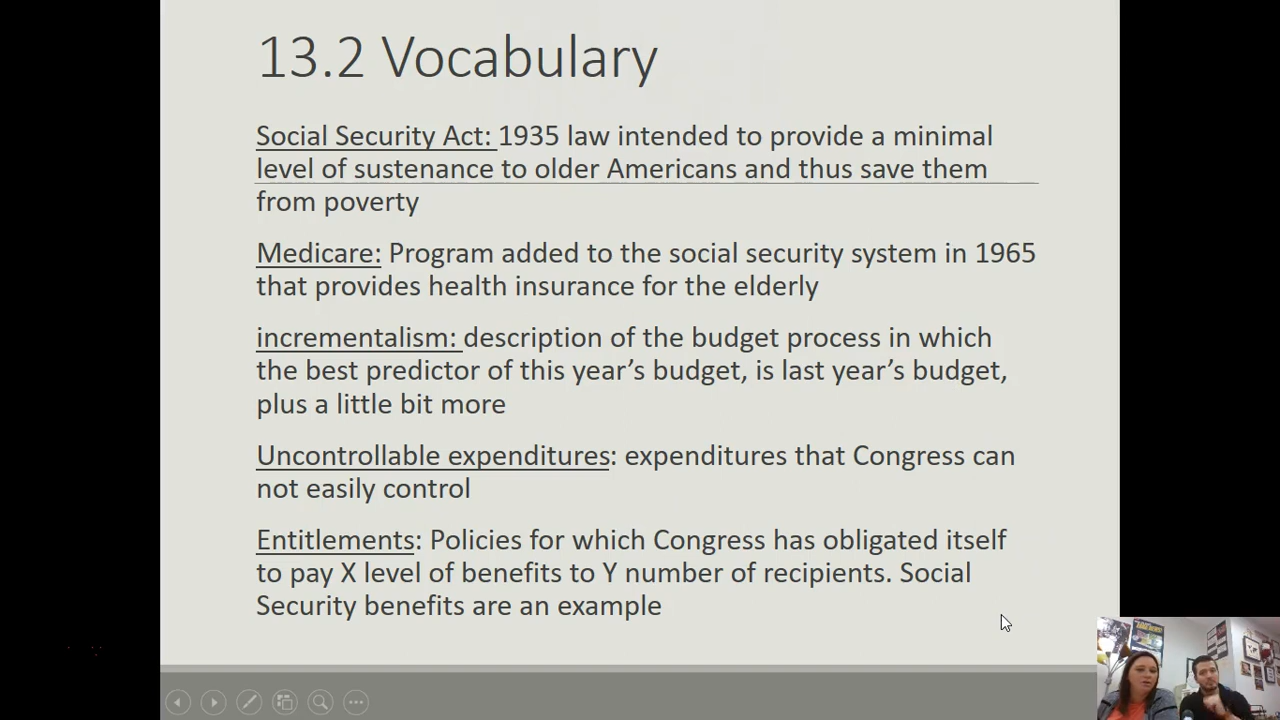 13.2 Vocabulary
Social Security Act: 1935 law intended to provide a minimal
level of sustenance to older Americans and thus save them
from poverty
Medicare: Program added to the social security system in 1965
that provides health insurance for the elderly
incrementalism: description of the budget process in which
the best predictor of this year’s budget, is last year’s budget,
plus a little bit more
Uncontrollable expenditures: expenditures that Congress can
not easily control
Entitlements: Policies for which Congress has obligated itself
to pay X level of benefits to Y number of recipients. Social
Security benefits are an example